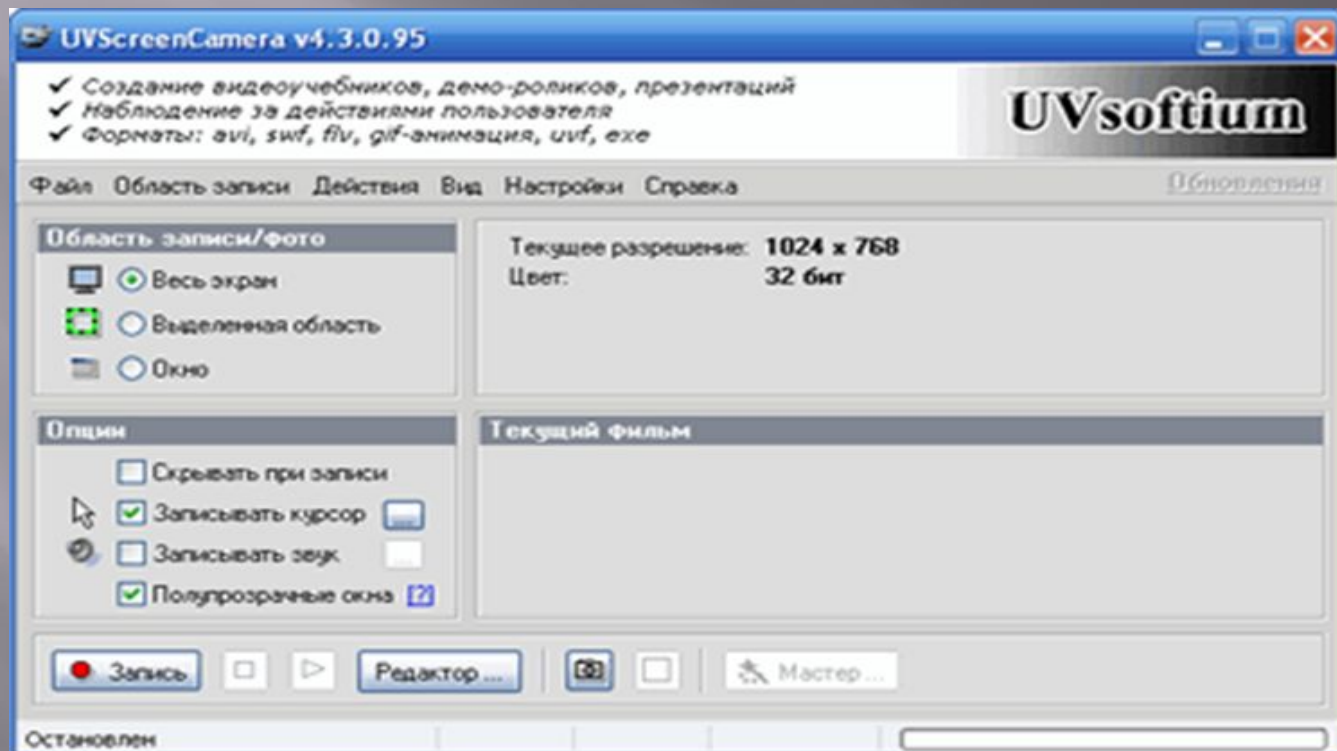 UVScreenCamera v4.3.0.95
✓ Создание видеоучебников, демо-роликов, презентаций
✓ Наблюдение за действиями пользователя
✓ Форматы: avi, swf, flv, gif-анимация, uvf, exe
UVsoftium
Файл Область записи Действия Вид Настройки Справка Обновления
Область записи/фото
Весь экран
Выделенная область
Окно
Текущее разрешение: 1024 x 768
Цвет: 32 бит
Опции
Скрывать при записи
Записывать курсор ...
Записывать звук ...
Полупрозрачные окна [?]
Текущий фильм
Запись Редактор ... Мастер ...
Остановлен